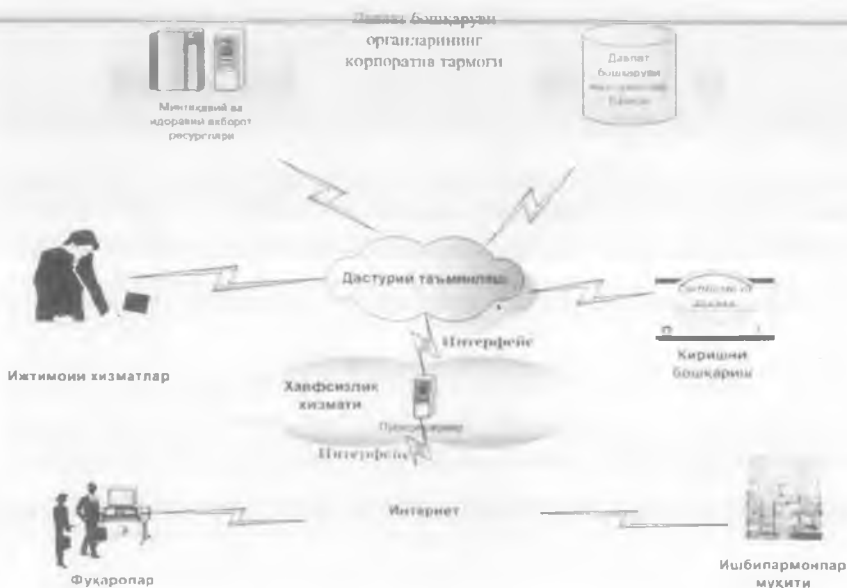 Давлат бошқаруви
органларининг
корпоратив тармоғи
Давлат
бошқаруви
Минтақавий ва
идоравий ахборот
ресурслари
Дастурий таъминлаш
Интерфейс
Киришни
бошқариш
Ижтимоий хизматлар
Хавфсизлик
хизмати
Интерфейс
Интернет
Фуқаролар
Ишбилармонлар
муҳити